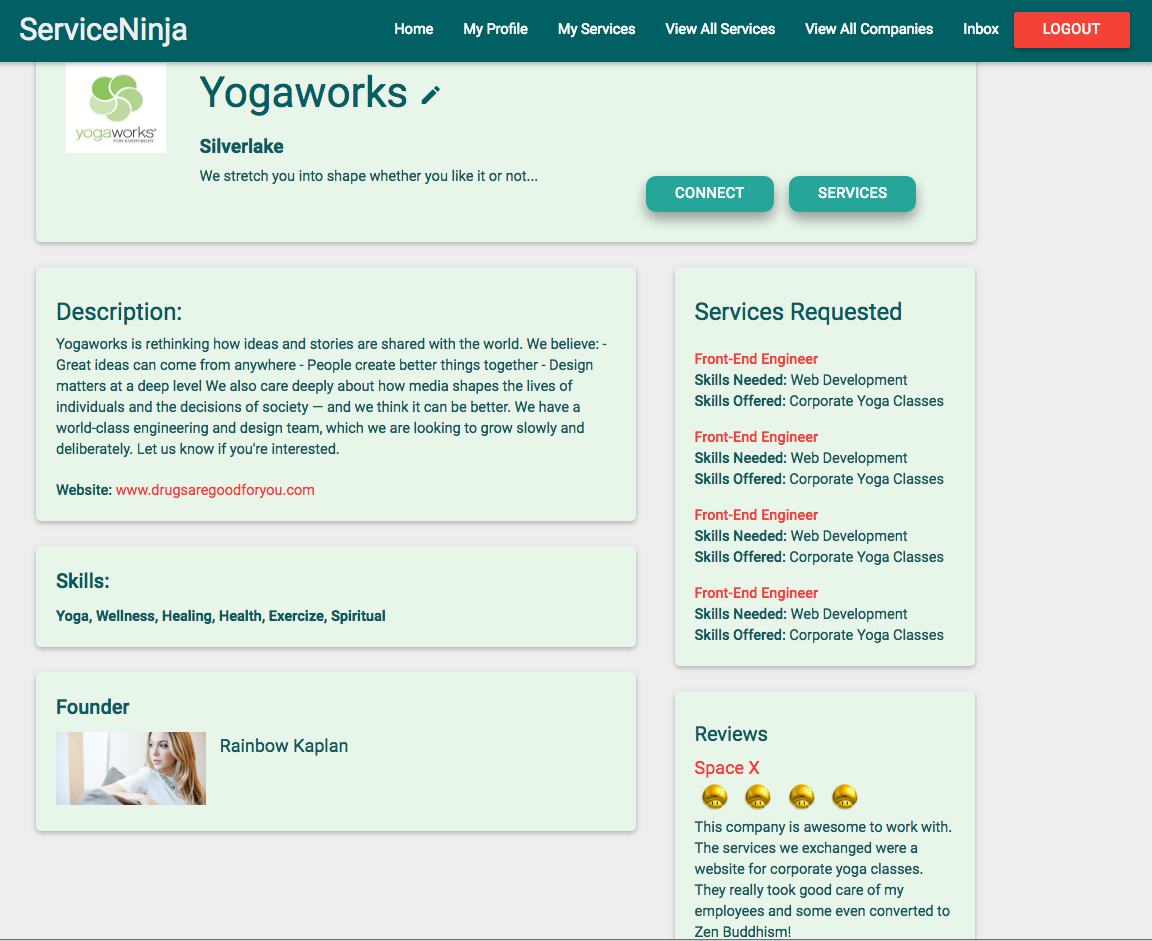 ServiceNinja
Home My Profile My Services View All Services View All Companies Inbox LOGOUT
yogaworks®
FOR EVERYBODY
Yogaworks
Silverlake
We stretch you into shape whether you like it or not...
CONNECT SERVICES
Description:
Yogaworks is rethinking how ideas and stories are shared with the world. We believe: -
Great ideas can come from anywhere - People create better things together - Design
matters at a deep level We also care deeply about how media shapes the lives of
individuals and the decisions of society — and we think it can be better. We have a
world-class engineering and design team, which we are looking to grow slowly and
deliberately. Let us know if you're interested.
Website: www.drugsaregoodforyou.com
Skills:
Yoga, Wellness, Healing, Health, Exercize, Spiritual
Founder
Rainbow Kaplan
Services Requested
Front-End Engineer
Skills Needed: Web Development
Skills Offered: Corporate Yoga Classes
Front-End Engineer
Skills Needed: Web Development
Skills Offered: Corporate Yoga Classes
Front-End Engineer
Skills Needed: Web Development
Skills Offered: Corporate Yoga Classes
Front-End Engineer
Skills Needed: Web Development
Skills Offered: Corporate Yoga Classes
Reviews
Space X
This company is awesome to work with.
The services we exchanged were a
website for corporate yoga classes.
They really took good care of my
employees and some even converted to
Zen Buddhism!